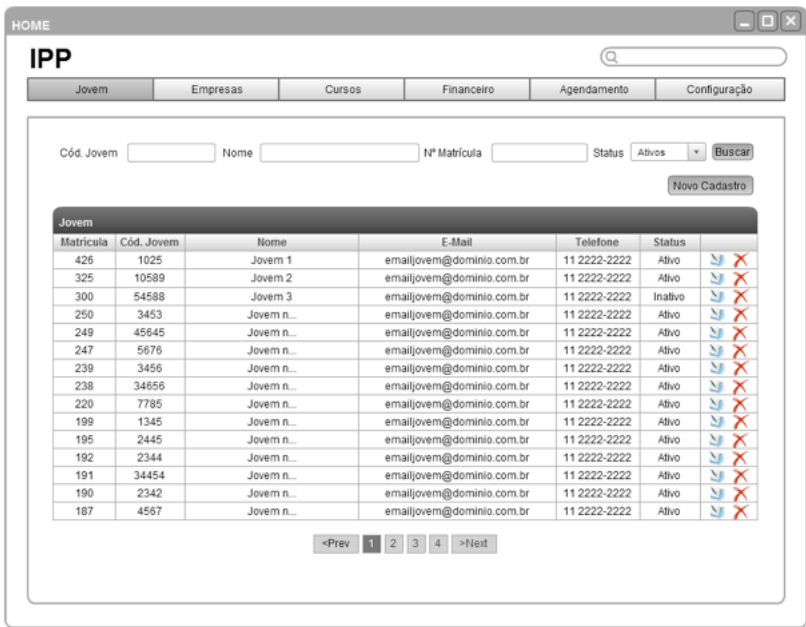 HOME
IPP
Jovem Empresas Cursos Financeiro Agendamento Configuração
Cód. Jovem Nome Nº Matrícula Status Ativos Buscar
Novo Cadastro
Jovem
Matrícula Cód. Jovem Nome E-Mail Telefone Status
426 1025 Jovem 1 emailjovem@dominio.com.br 11 2222-2222 Ativo
325 10589 Jovem 2 emailjovem@dominio.com.br 11 2222-2222 Ativo
300 54588 Jovem 3 emailjovem@dominio.com.br 11 2222-2222 Inativo
250 3453 Jovem n... emailjovem@dominio.com.br 11 2222-2222 Ativo
249 45645 Jovem n... emailjovem@dominio.com.br 11 2222-2222 Ativo
247 5676 Jovem n... emailjovem@dominio.com.br 11 2222-2222 Ativo
239 3456 Jovem n... emailjovem@dominio.com.br 11 2222-2222 Ativo
238 34656 Jovem n... emailjovem@dominio.com.br 11 2222-2222 Ativo
220 7785 Jovem n... emailjovem@dominio.com.br 11 2222-2222 Ativo
199 1345 Jovem n... emailjovem@dominio.com.br 11 2222-2222 Ativo
195 2445 Jovem n... emailjovem@dominio.com.br 11 2222-2222 Ativo
192 2344 Jovem n... emailjovem@dominio.com.br 11 2222-2222 Ativo
191 34454 Jovem n... emailjovem@dominio.com.br 11 2222-2222 Ativo
190 2342 Jovem n... emailjovem@dominio.com.br 11 2222-2222 Ativo
187 4567 Jovem n... emailjovem@dominio.com.br 11 2222-2222 Ativo
<Prev 1 2 3 4 >Next